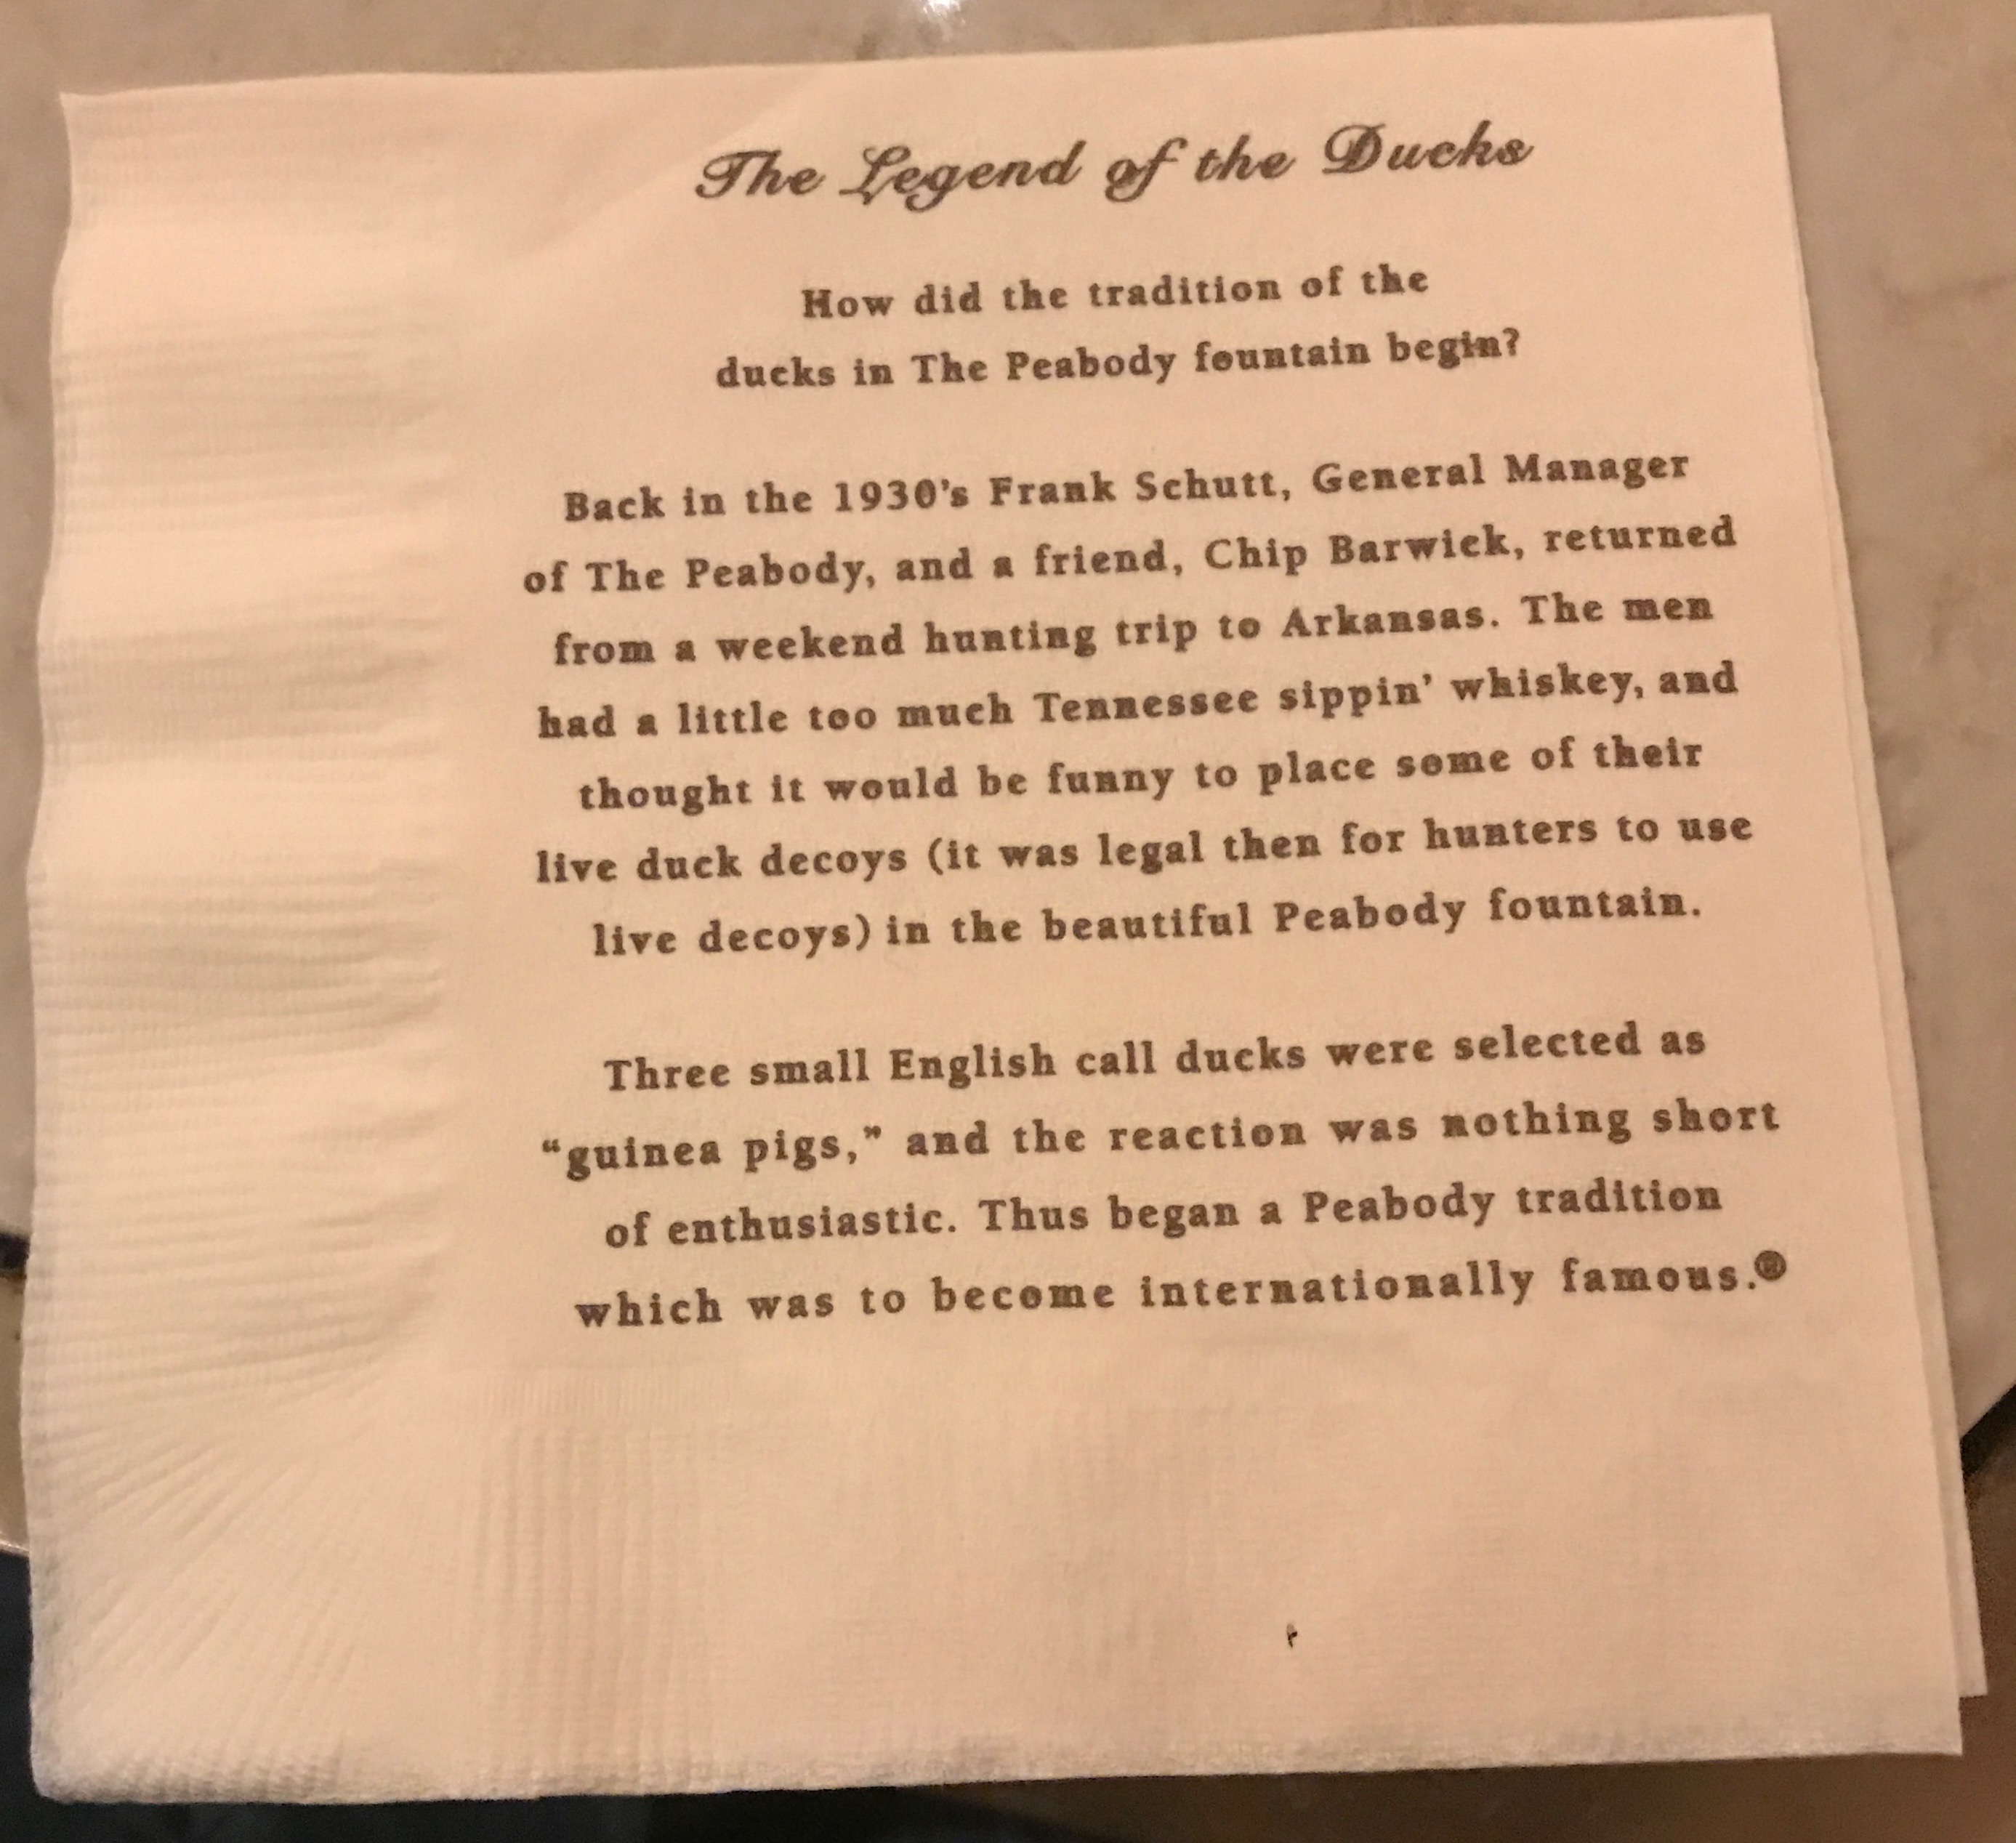 The Legend of the Ducks
How did the tradition of the
ducks in The Peabody fountain begin?
Back in the 1930's Frank Schutt, General Manager
of The Peabody, and a friend, Chip Barwick, returned
from a weekend hunting trip to Arkansas. The men
had a little too much Tennessee sippin' whiskey, and
thought it would be funny to place some of their
live duck decoys (it was legal then for hunters to use
live decoys) in the beautiful Peabody fountain.
Three small English call ducks were selected as
“guinea pigs,” and the reaction was nothing short
of enthusiastic. Thus began a Peabody tradition
which was to become internationally famous.®